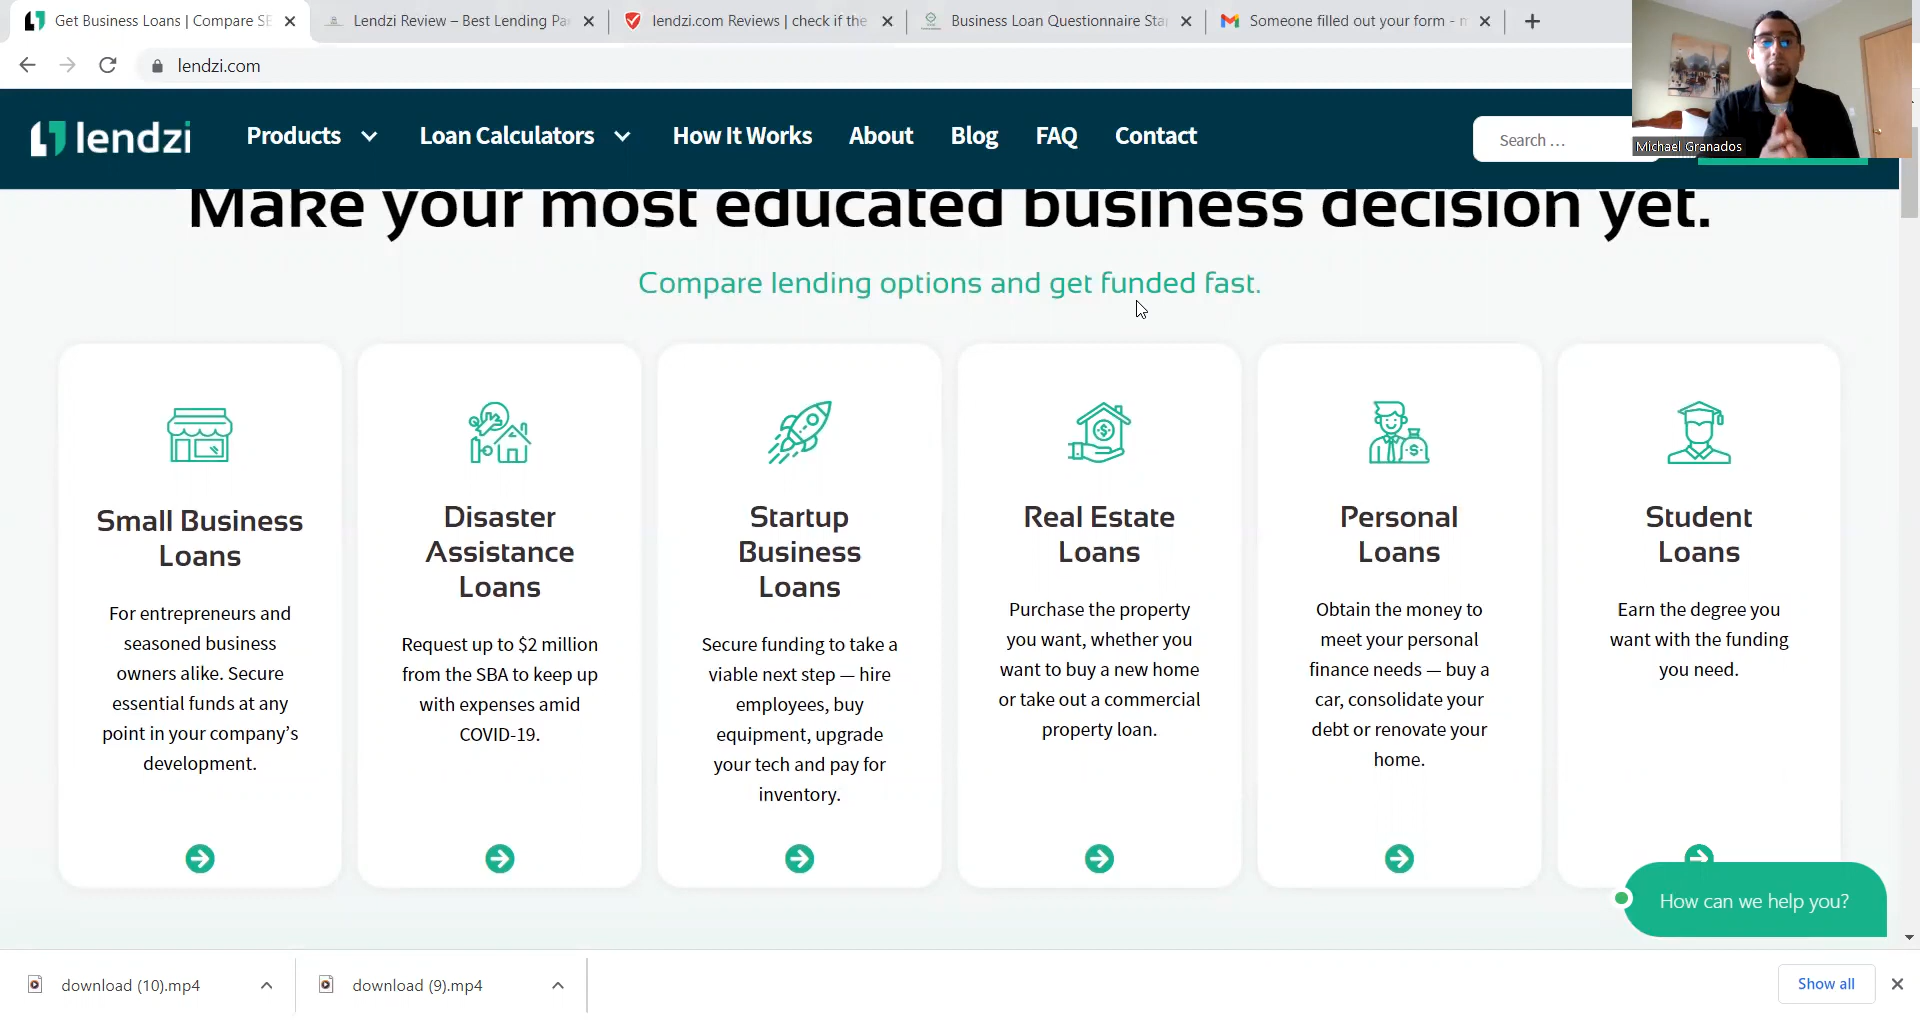 Get Business Loans | Compare SE
Lendzi Review – Best Lending Pa
lendzi.com Reviews | check if the
Business Loan Questionnaire Sta
Someone filled out your form - m
lendzi.com
lendzi
Products
Loan Calculators
How It Works
About
Blog
FAQ
Contact
Search ...
Michael Granados
Make your most educated business decision yet.
Compare lending options and get funded fast.
Small Business
Loans
For entrepreneurs and
seasoned business
owners alike. Secure
essential funds at any
point in your company’s
development.
Disaster
Assistance
Loans
Request up to $2 million
from the SBA to keep up
with expenses amid
COVID-19.
Startup
Business
Loans
Secure funding to take a
viable next step — hire
employees, buy
equipment, upgrade
your tech and pay for
inventory.
Real Estate
Loans
Purchase the property
you want, whether you
want to buy a new home
or take out a commercial
property loan.
Personal
Loans
Obtain the money to
meet your personal
finance needs — buy a
car, consolidate your
debt or renovate your
home.
Student
Loans
Earn the degree you
want with the funding
you need.
How can we help you?
download (10).mp4
download (9).mp4
Show all